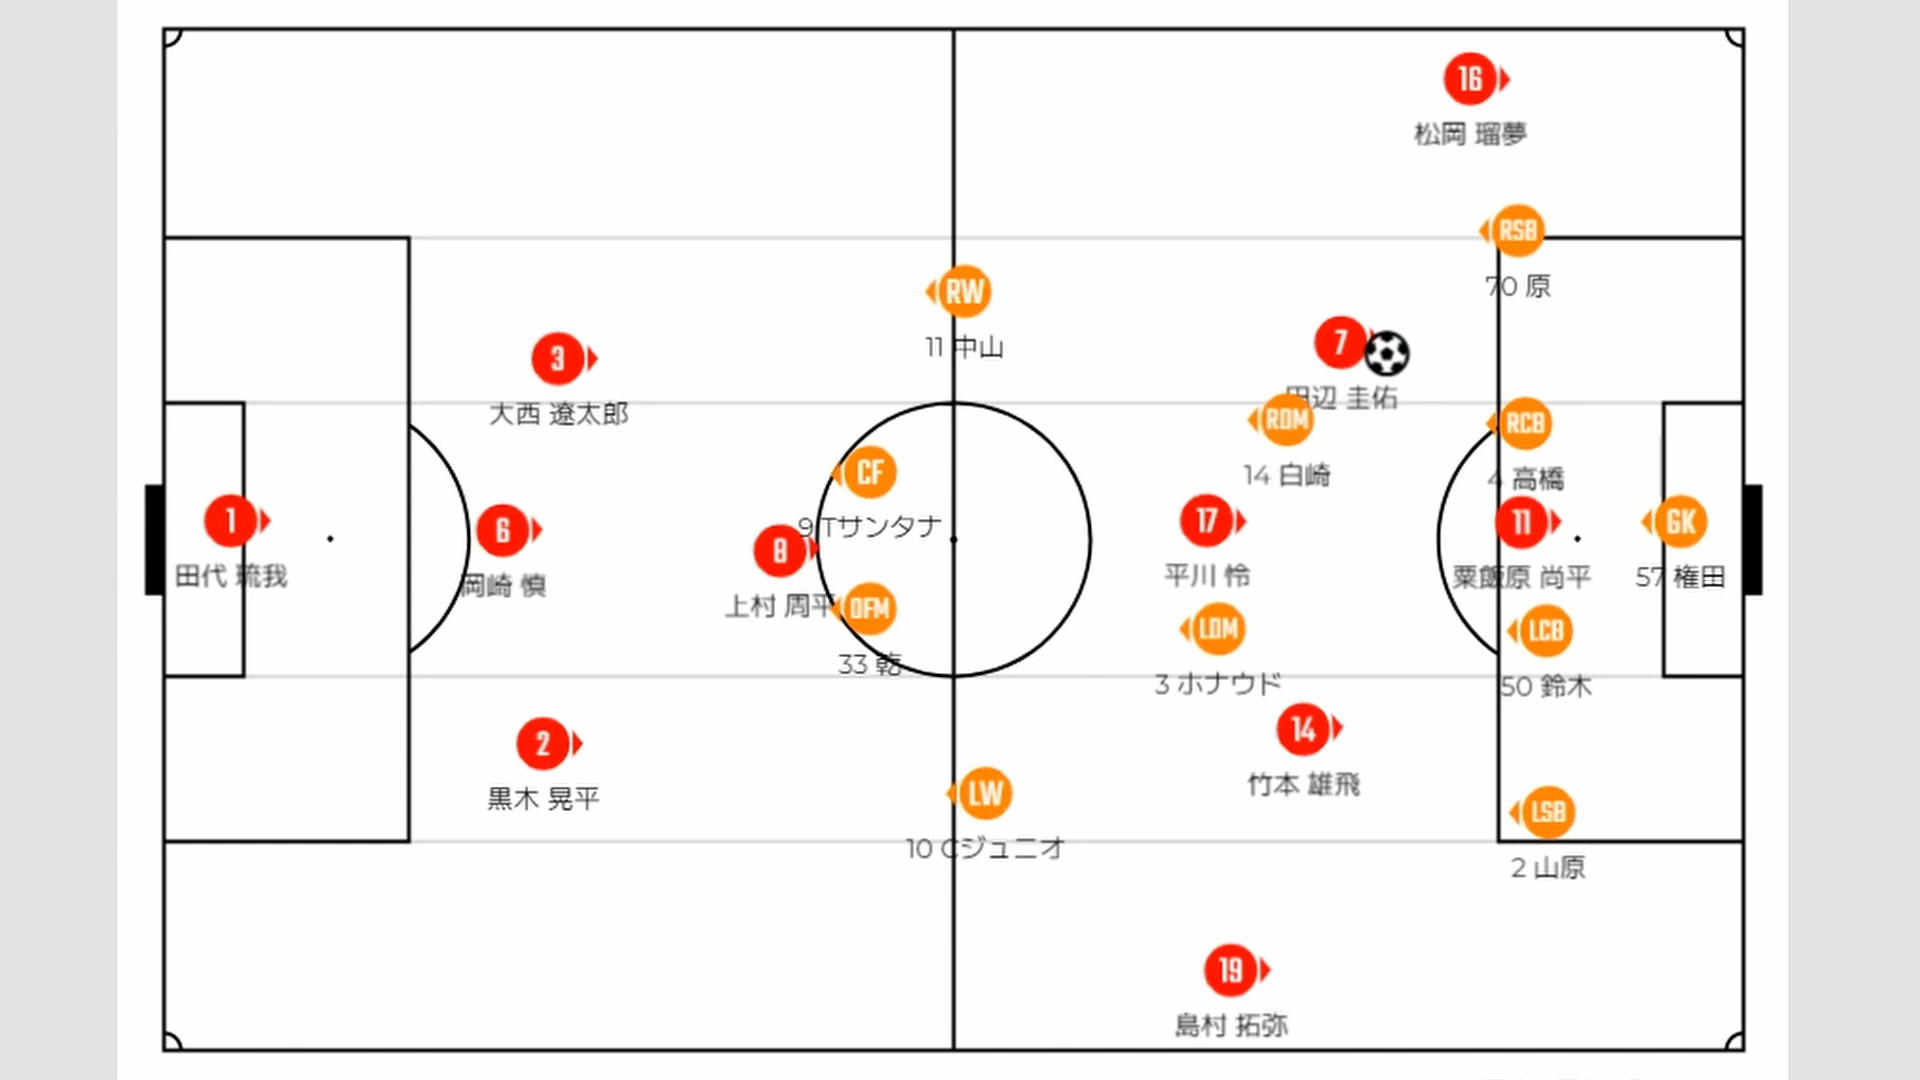 16
松岡 瑠夢
RSB
70 原
RW
11 中山
7
田辺 圭佑
3
大西 遼太郎
RDM
14 白崎
RCB
4 高橋
CF
9 Tサンタナ
1
田代 琉我
6
岡崎 慎
8
上村 周平
17
平川 怜
11
粟飯原 尚平
GK
57 権田
OFM
33 乾
LDM
3 ホナウド
LCB
50 鈴木
2
黒木 晃平
14
竹本 雄飛
LW
10 Cジュニオ
LSB
2 山原
19
島村 拓弥